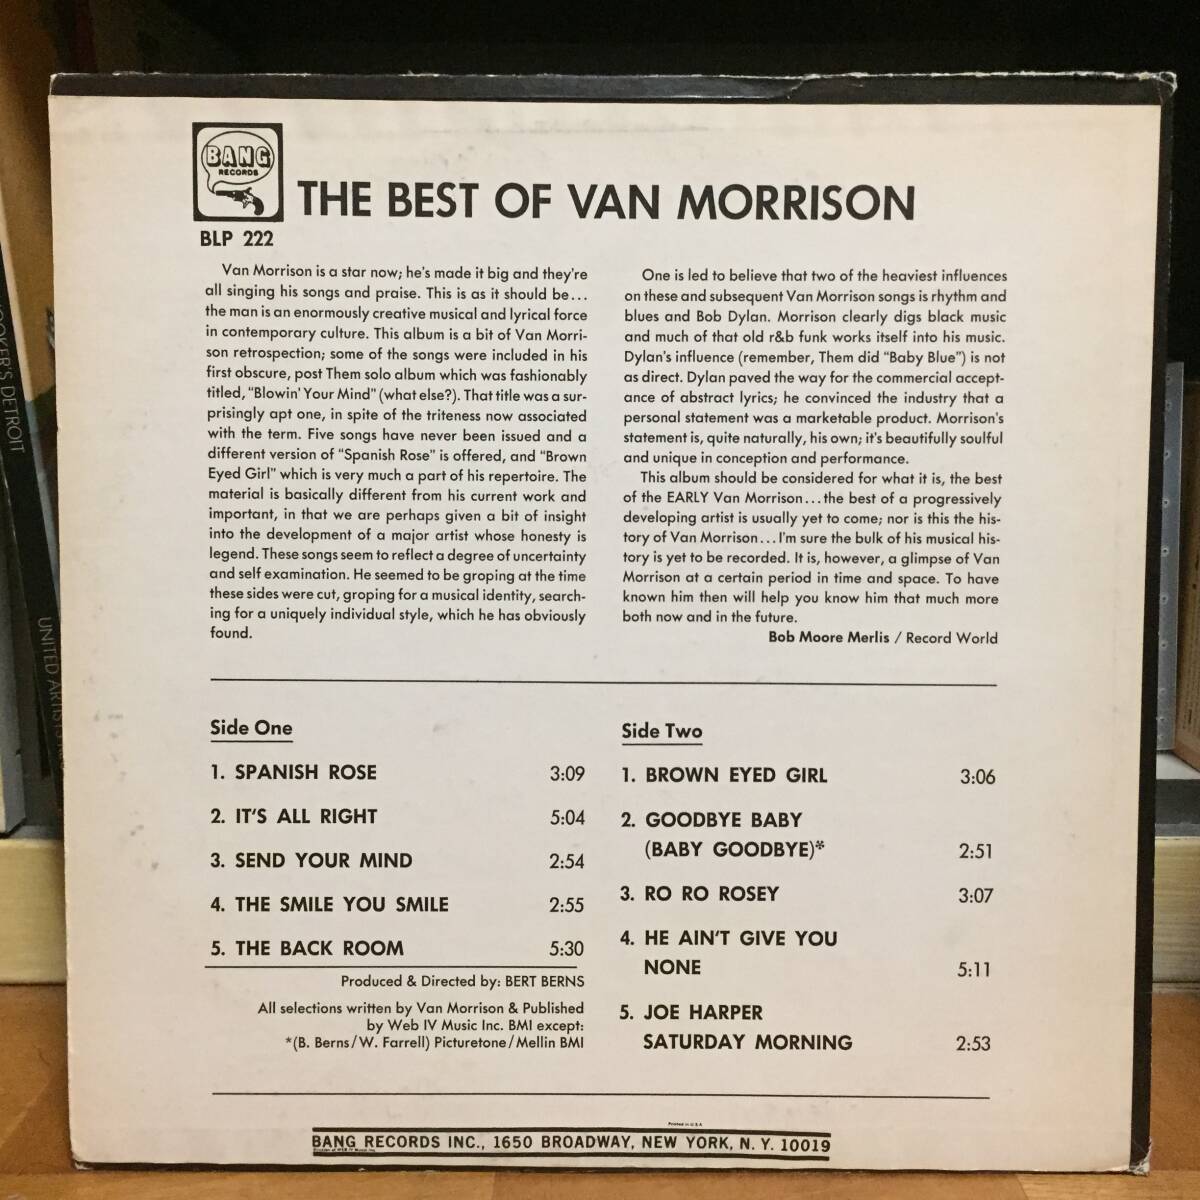 BANG
RECORDS
BLP 222
THE BEST OF VAN MORRISON
Van Morrison is a star now; he's made it big and they're
all singing his songs and praise. This is as it should be...
the man is an enormously creative musical and lyrical force
in contemporary culture. This album is a bit of Van Morri-
son retrospection; some of the songs were included in his
first obscure, post Them solo album which was fashionably
titled, "Blowin' Your Mind" (what else?). That title was a sur-
prisingly apt one, in spite of the triteness now associated
with the term. Five songs have never been issued and a
different version of "Spanish Rose" is offered, and "Brown
Eyed Girl" which is very much a part of his repertoire. The
material is basically different from his current work and
important, in that we are perhaps given a bit of insight
into the development of a major artist whose honesty is
legend. These songs seem to reflect a degree of uncertainty
and self examination. He seemed to be groping at the time
these sides were cut, groping for a musical identity, search-
ing for a uniquely individual style, which he has obviously
found.
One is led to believe that two of the heaviest influences
on these and subsequent Van Morrison songs is rhythm and
blues and Bob Dylan. Morrison clearly digs black music
and much of that old r&b funk works itself into his music.
Dylan's influence (remember, Them did "Baby Blue") is not
as direct. Dylan paved the way for the commercial accept-
ance of abstract lyrics; he convinced the industry that a
personal statement was a marketable product. Morrison's
statement is, quite naturally, his own; it's beautifully soulful
and unique in conception and performance.
This album should be considered for what it is, the best
of the EARLY Van Morrison...the best of a progressively
developing artist is usually yet to come; nor is this the his-
tory of Van Morrison...I'm sure the bulk of his musical his-
tory is yet to be recorded. It is, however, a glimpse of Van
Morrison at a certain period in time and space. To have
known him then will help you know him that much more
both now and in the future.
Bob Moore Merlis / Record World
Side One
1. SPANISH ROSE 3:09
2. IT'S ALL RIGHT 5:04
3. SEND YOUR MIND 2:54
4. THE SMILE YOU SMILE 2:55
5. THE BACK ROOM 5:30
Produced & Directed by: BERT BERNS
All selections written by Van Morrison & Published
by Web IV Music Inc. BMI except:
*(B. Berns/W. Farrell) Picturetone/Mellin BMI
Side Two
1. BROWN EYED GIRL 3:06
2. GOODBYE BABY
(BABY GOODBYE)* 2:51
3. RO RO ROSEY 3:07
4. HE AIN'T GIVE YOU
NONE 5:11
5. JOE HARPER
SATURDAY MORNING 2:53
Printed in U.S.A
BANG RECORDS INC., 1650 BROADWAY, NEW YORK, N. Y. 10019
Division of WEB IV Music Inc.
OOKER'S DETROIT
UNITED ARTISTS